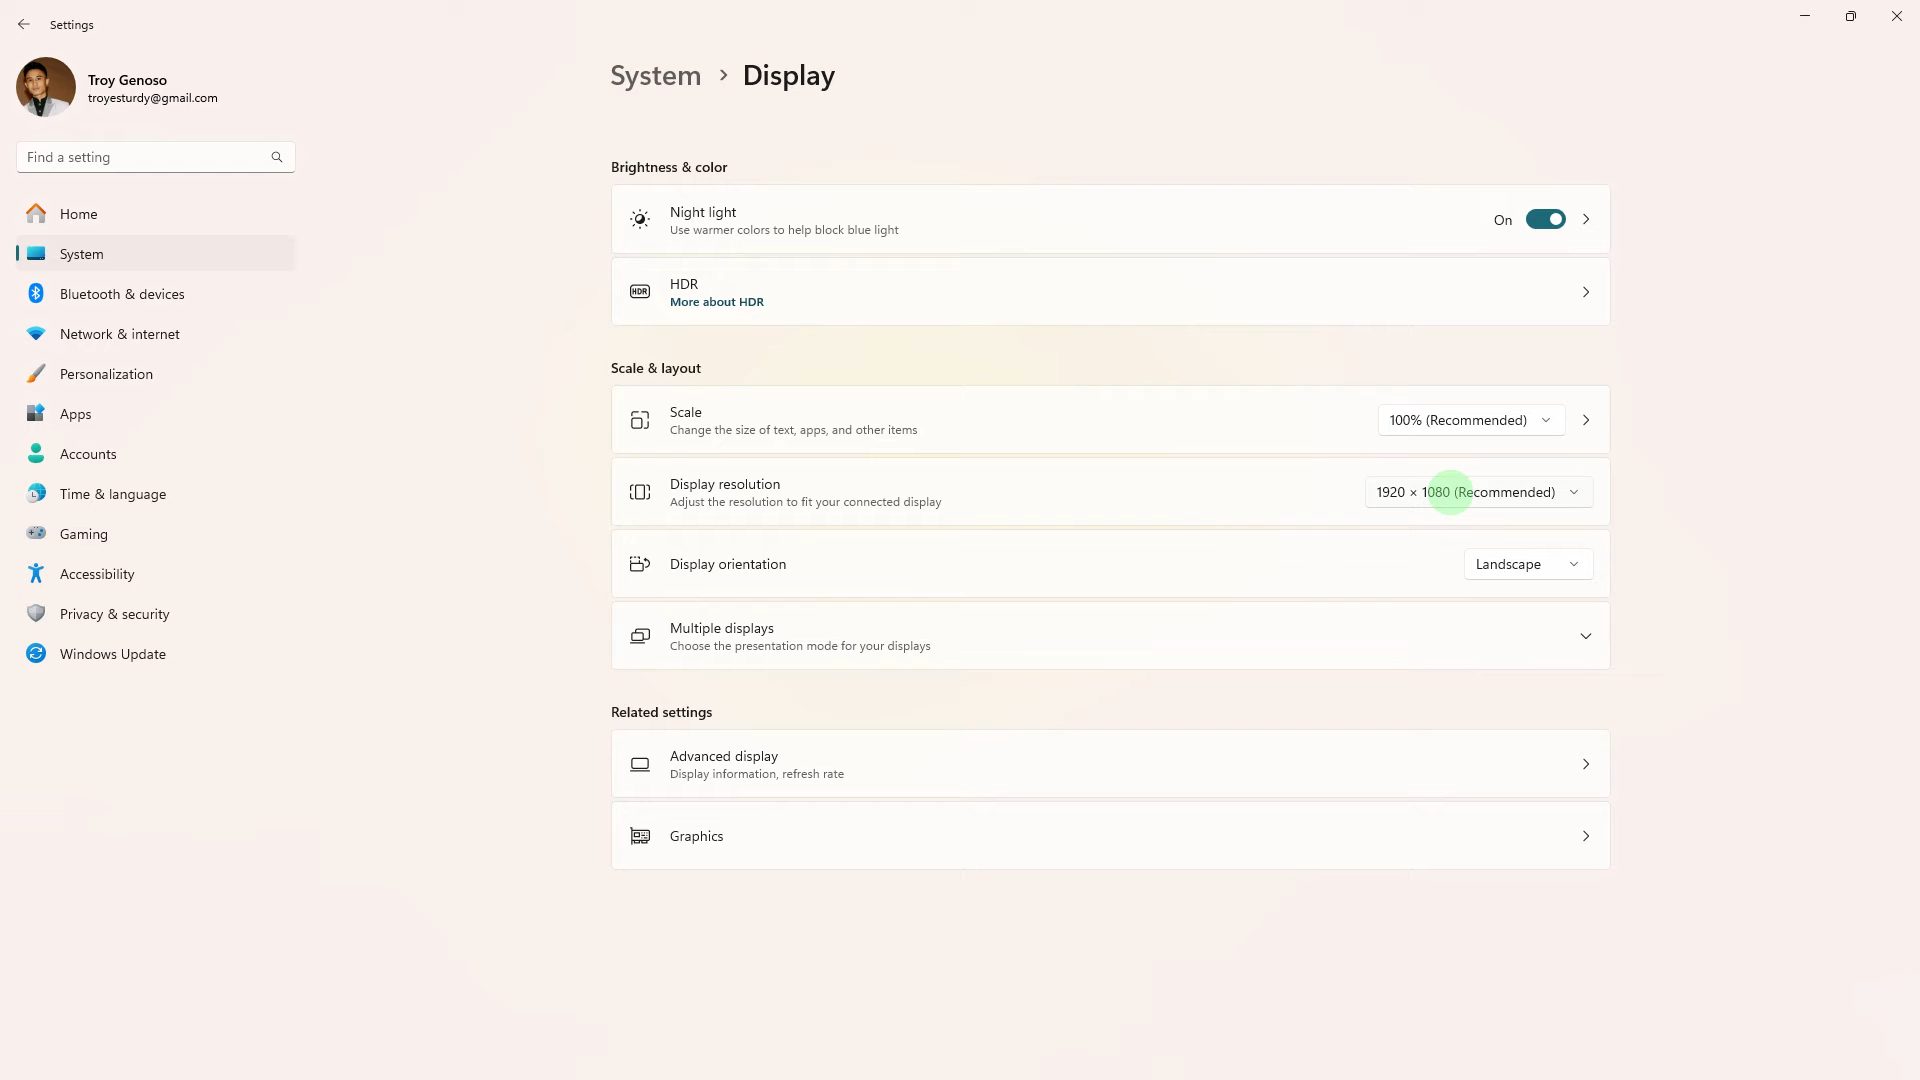 Settings
Troy Genoso
troyesturdy@gmail.com
Find a setting
Home
System
Bluetooth & devices
Network & internet
Personalization
Apps
Accounts
Time & language
Gaming
Accessibility
Privacy & security
Windows Update
System > Display
Brightness & color
Night light
Use warmer colors to help block blue light
On
HDR
HDR
More about HDR
Scale & layout
Scale
Change the size of text, apps, and other items
100% (Recommended)
Display resolution
Adjust the resolution to fit your connected display
1920 × 1080 (Recommended)
Display orientation
Landscape
Multiple displays
Choose the presentation mode for your displays
Related settings
Advanced display
Display information, refresh rate
Graphics